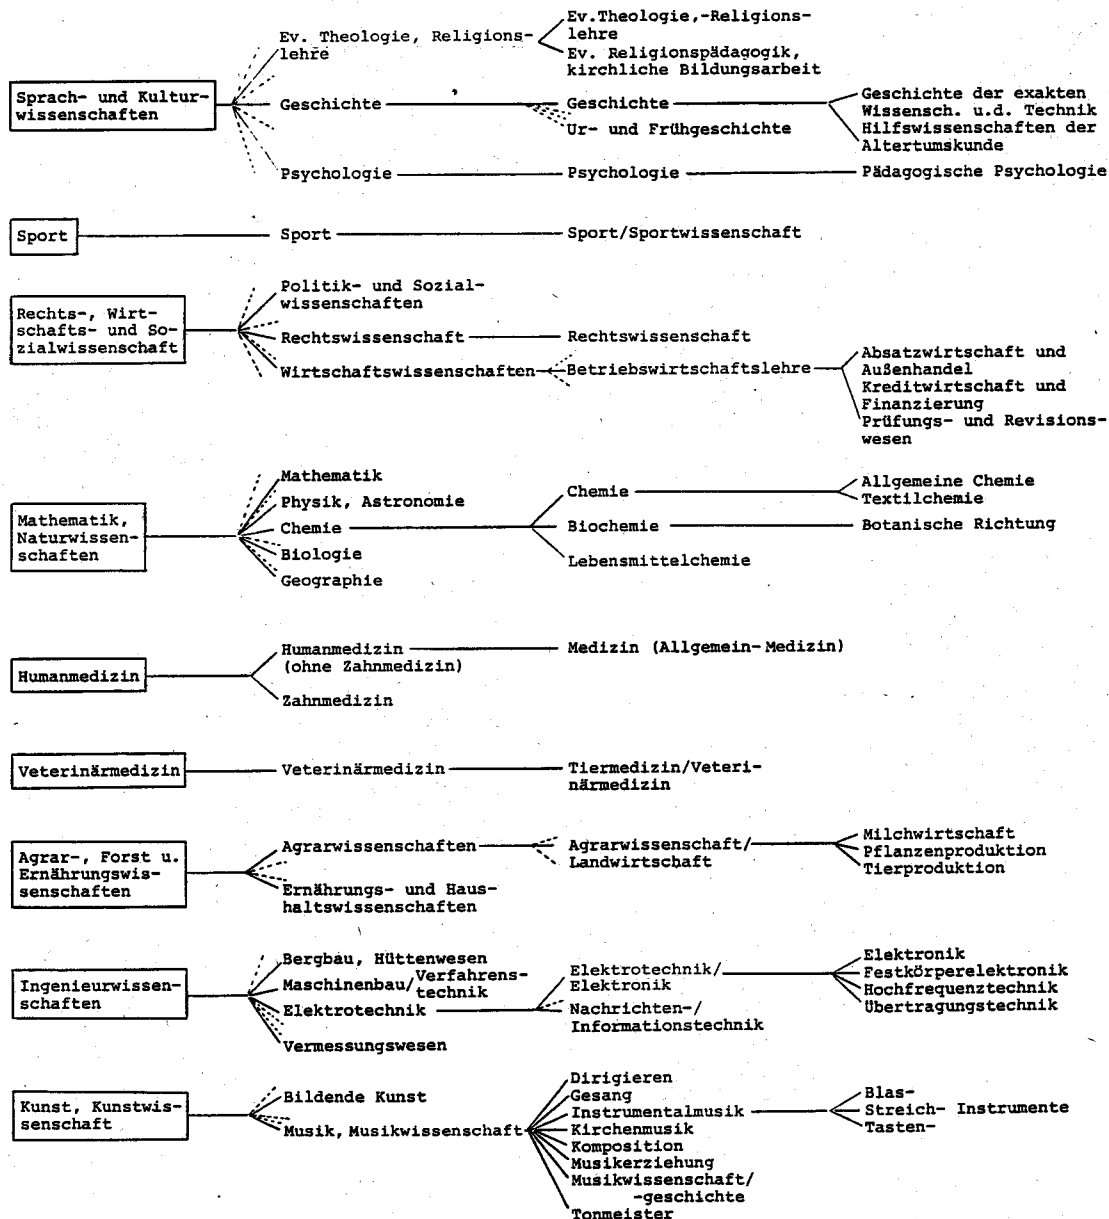 Ev.Theologie,-Religions-
lehre
Ev. Theologie, Religions-
lehre
Ev. Religionspädagogik,
kirchliche Bildungsarbeit
Sprach- und Kultur-
wissenschaften
Geschichte
Geschichte
Geschichte der exakten
Wissensch. u.d. Technik
Ur- und Frühgeschichte
Hilfswissenschaften der
Altertumskunde
Psychologie
Psychologie
Pädagogische Psychologie
Sport
Sport
Sport/Sportwissenschaft
Rechts-, Wirt-
schafts- und So-
zialwissenschaft
Politik- und Sozial-
wissenschaften
Rechtswissenschaft
Rechtswissenschaft
Wirtschaftswissenschaften
Betriebswirtschaftslehre
Absatzwirtschaft und
Außenhandel
Kreditwirtschaft und
Finanzierung
Prüfungs- und Revisions-
wesen
Mathematik,
Naturwissen-
schaften
Mathematik
Physik, Astronomie
Chemie
Biologie
Geographie
Chemie
Biochemie
Lebensmittelchemie
Allgemeine Chemie
Textilchemie
Botanische Richtung
Humanmedizin
Humanmedizin
(ohne Zahnmedizin)
Zahnmedizin
Medizin (Allgemein-Medizin)
Veterinärmedizin
Veterinärmedizin
Tiermedizin/Veteri-
närmedizin
Agrar-, Forst u.
Ernährungswis-
senschaften
Agrarwissenschaften
Ernährungs- und Haus-
haltswissenschaften
Agrarwissenschaft/
Landwirtschaft
Milchwirtschaft
Pflanzenproduktion
Tierproduktion
Ingenieurwissen-
schaften
Bergbau, Hüttenwesen
Maschinenbau/Verfahrens-
technik
Elektrotechnik
Vermessungswesen
Elektrotechnik/
Elektronik
Nachrichten-/
Informationstechnik
Elektronik
Festkörperelektronik
Hochfrequenztechnik
Übertragungstechnik
Kunst, Kunstwis-
senschaft
Bildende Kunst
Musik, Musikwissenschaft
Dirigieren
Gesang
Instrumentalmusik
Kirchenmusik
Komposition
Musikerziehung
Musikwissenschaft/
-geschichte
Tonmeister
Blas-
Streich- Instrumente
Tasten-